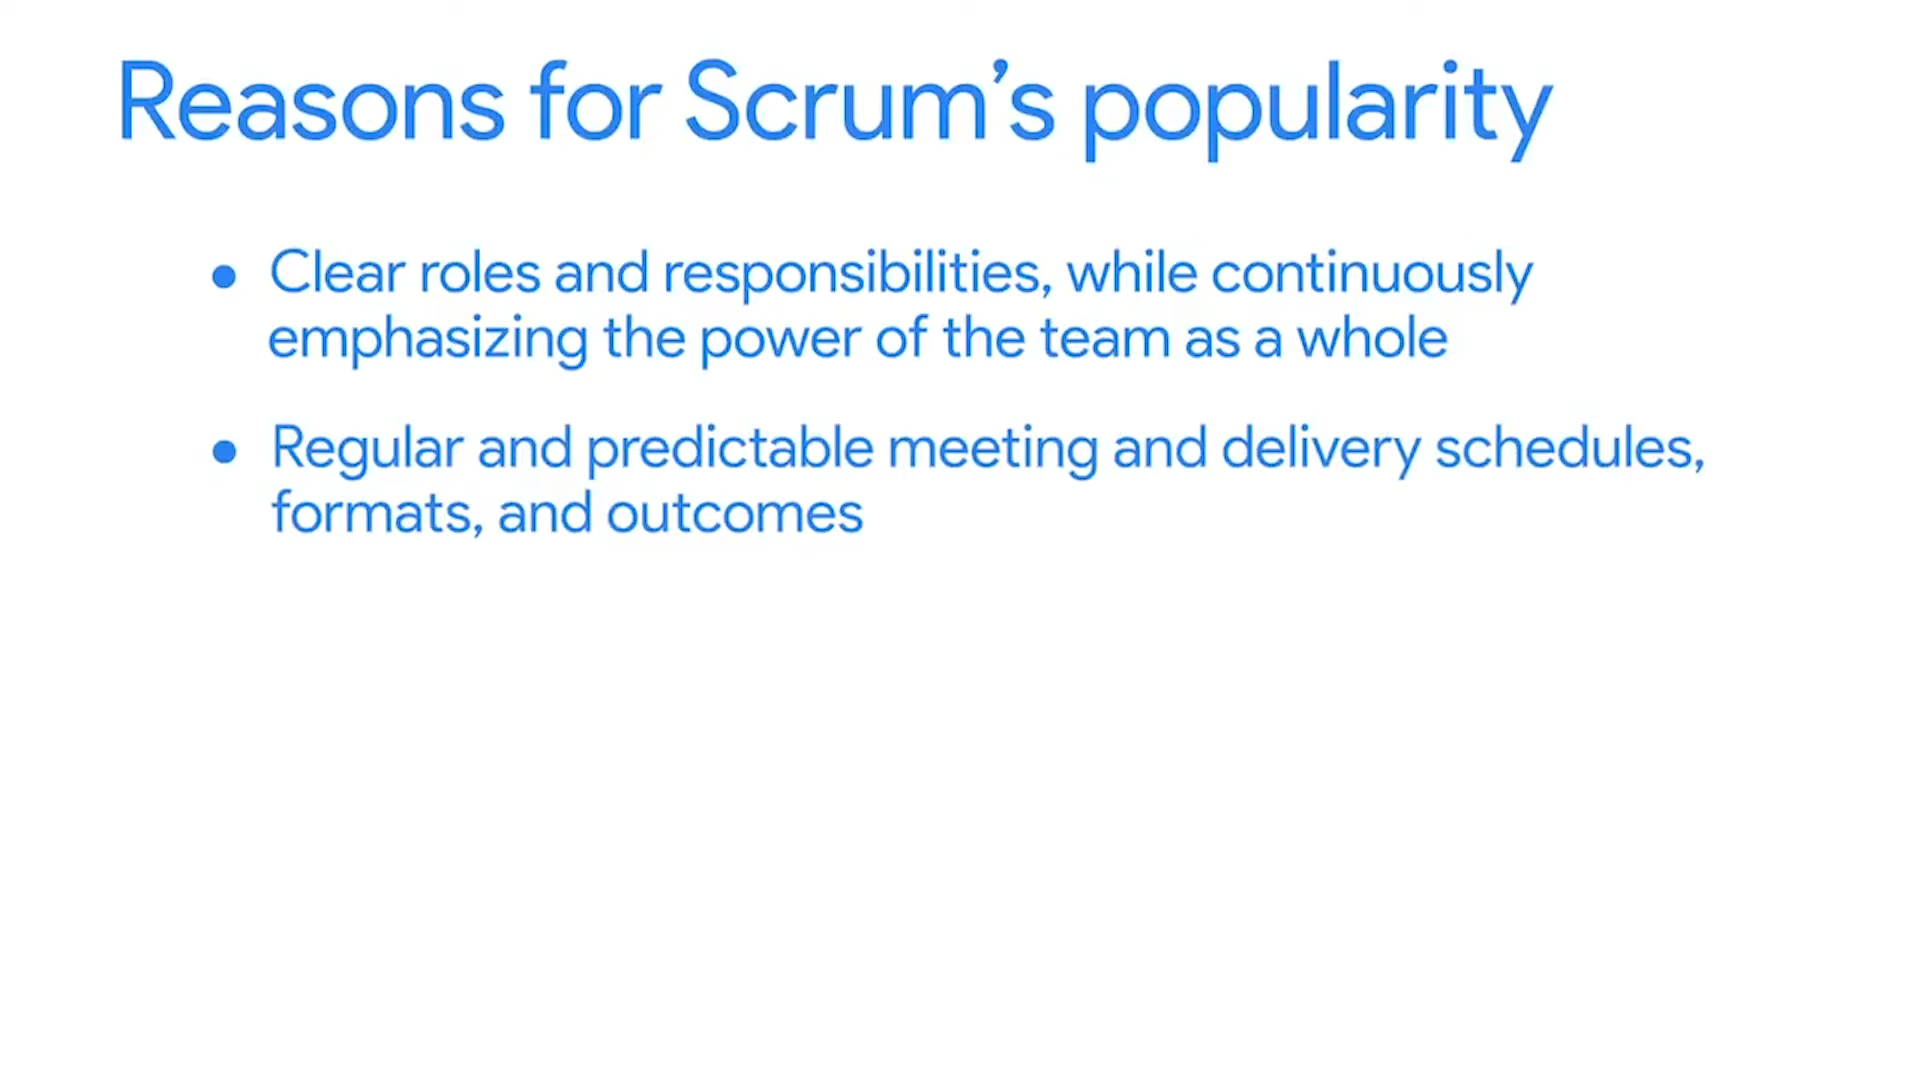 Reasons for Scrum’s popularity
● Clear roles and responsibilities, while continuously
emphasizing the power of the team as a whole
● Regular and predictable meeting and delivery schedules,
formats, and outcomes